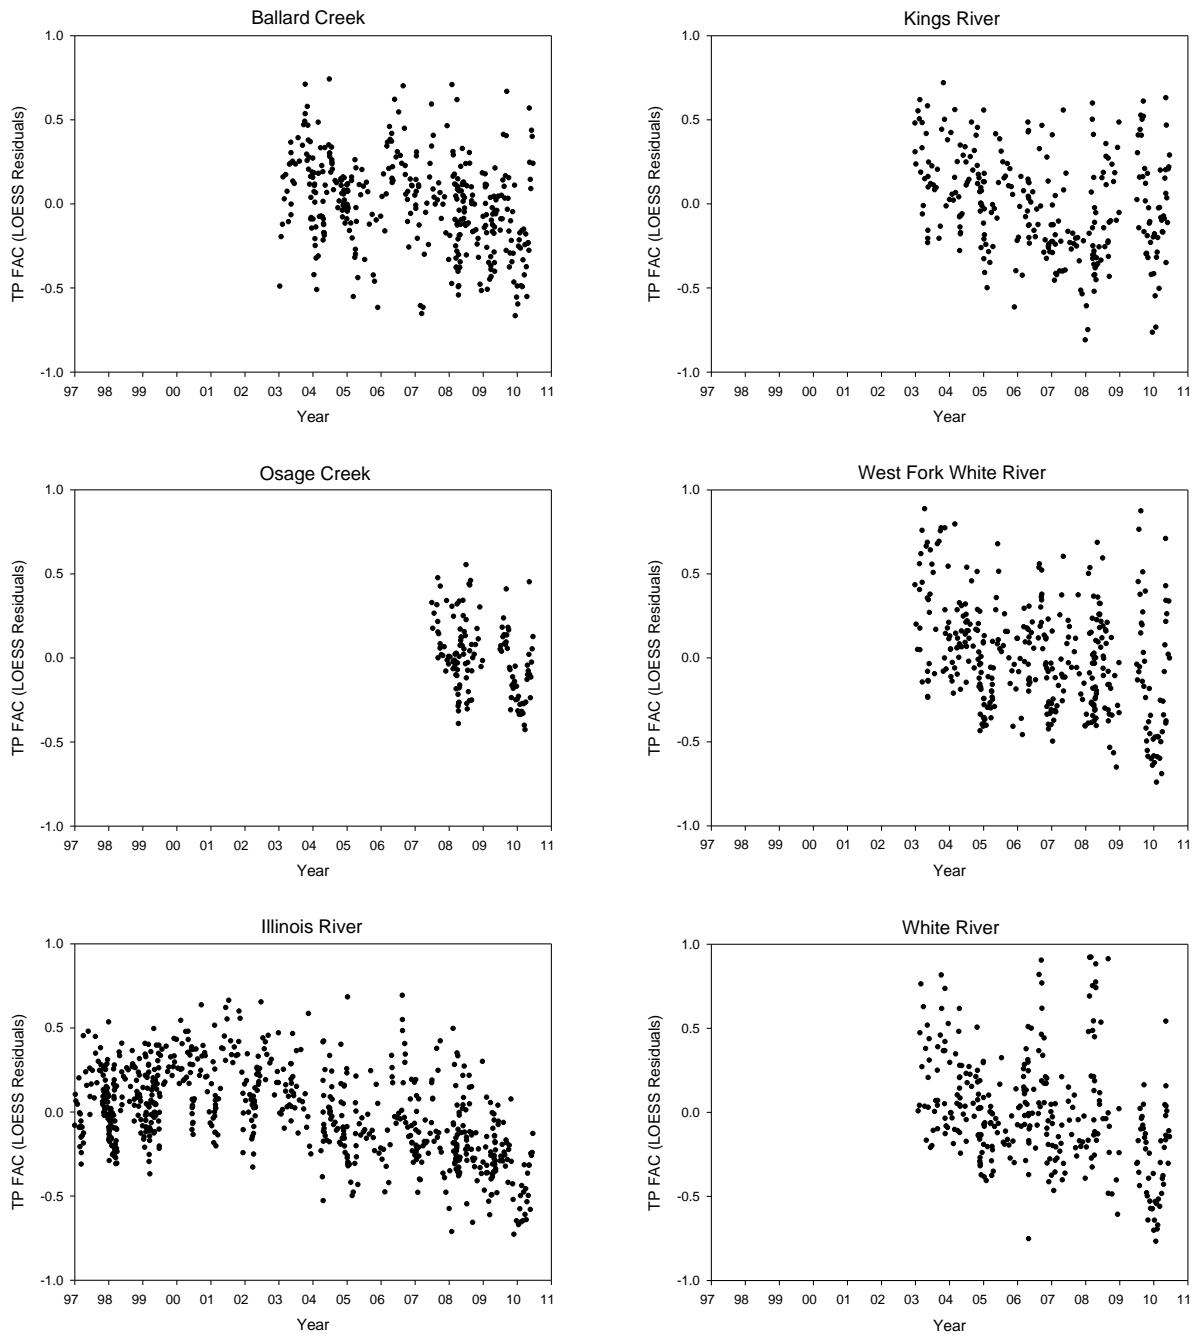 Ballard Creek
1.0
0.5
0.0
-0.5
-1.0
TP FAC (LOESS Residuals)
97 98 99 00 01 02 03 04 05 06 07 08 09 10 11
Year
Kings River
1.0
0.5
0.0
-0.5
-1.0
TP FAC (LOESS Residuals)
97 98 99 00 01 02 03 04 05 06 07 08 09 10 11
Year
Osage Creek
1.0
0.5
0.0
-0.5
-1.0
TP FAC (LOESS Residuals)
97 98 99 00 01 02 03 04 05 06 07 08 09 10 11
Year
West Fork White River
1.0
0.5
0.0
-0.5
-1.0
TP FAC (LOESS Residuals)
97 98 99 00 01 02 03 04 05 06 07 08 09 10 11
Year
Illinois River
1.0
0.5
0.0
-0.5
-1.0
TP FAC (LOESS Residuals)
97 98 99 00 01 02 03 04 05 06 07 08 09 10 11
Year
White River
1.0
0.5
0.0
-0.5
-1.0
TP FAC (LOESS Residuals)
97 98 99 00 01 02 03 04 05 06 07 08 09 10 11
Year